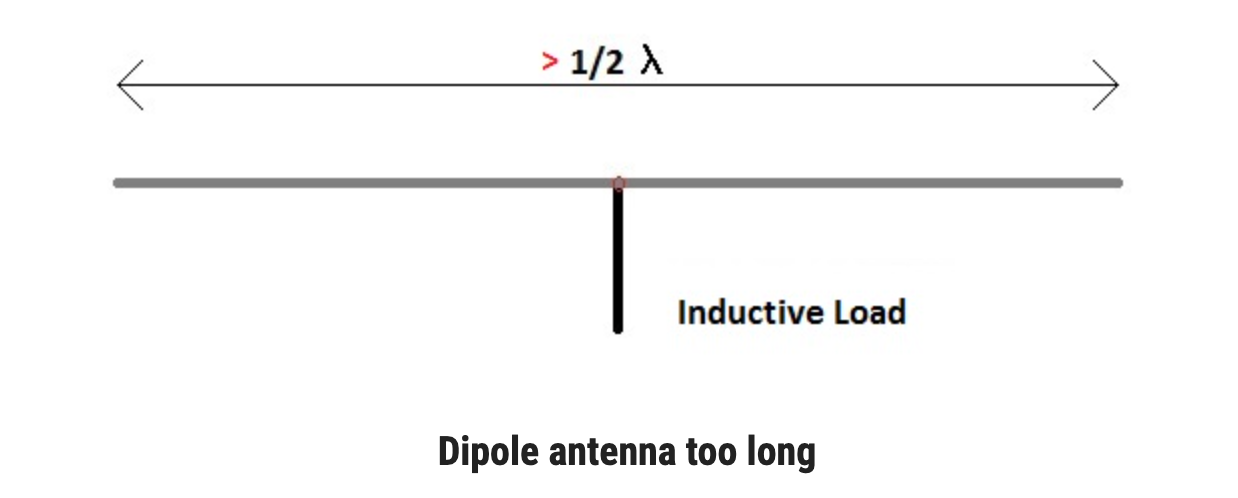 > 1/2 λ
Inductive Load
Dipole antenna too long